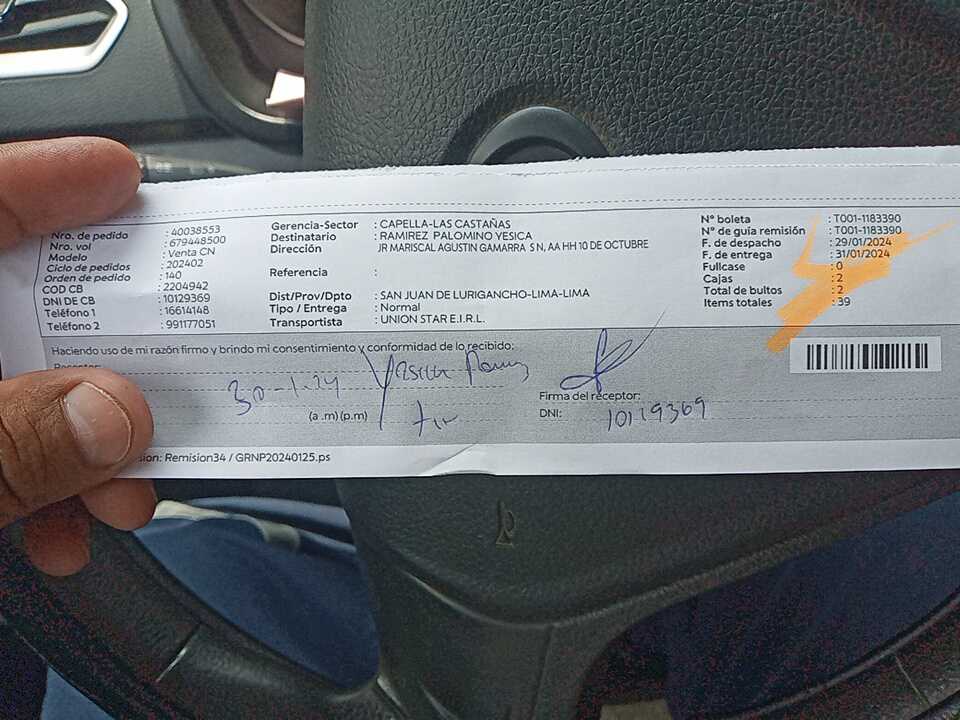 Nro. de pedido : 40038553
Nro. vol : 679448500
Modelo : Venta CN
Ciclo de pedidos : 202402
Orden de pedido : 140
COD CB : 2204942
DNI DE CB : 10129369
Teléfono 1 : 16614148
Teléfono 2 : 991177051
Gerencia-Sector : CAPELLA-LAS CASTAÑAS
Destinatario : RAMIREZ PALOMINO YESICA
Dirección : JR MARISCAL AGUSTIN GAMARRA S N, AA HH 10 DE OCTUBRE
Referencia :
Dist/Prov/Dpto : SAN JUAN DE LURIGANCHO-LIMA-LIMA
Tipo / Entrega : Normal
Transportista : UNION STAR E.I.R.L.
N° boleta : T001-1183390
N° de guía remisión : T001-1183390
F. de despacho : 29/01/2024
F. de entrega : 31/01/2024
Fullcase : 0
Cajas : 2
Total de bultos : 2
Items totales : 39
Haciendo uso de mi razón firmo y brindo mi consentimiento y conformidad de lo recibido:
Receptor:
30-1-24
(a .m) (p.m)
Firma del receptor:
DNI: 10129369
Remision34 / GRNP20240125.ps